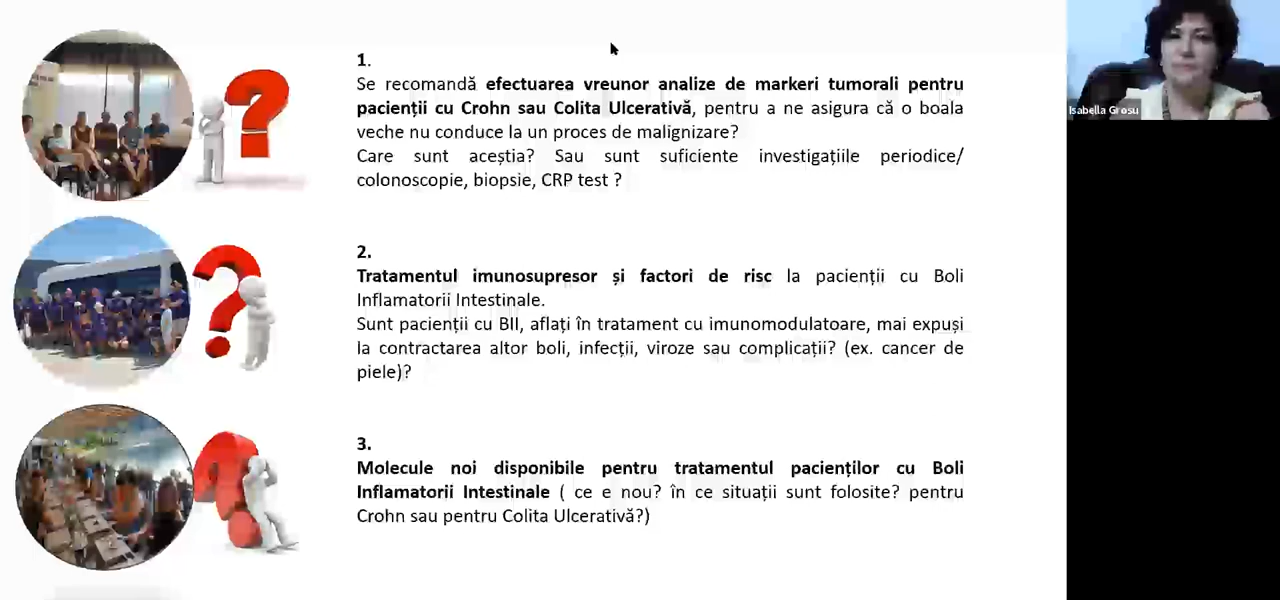 1.
Se recomandă efectuarea vreunor analize de markeri tumorali pentru
pacienții cu Crohn sau Colita Ulcerativă, pentru a ne asigura că o boala
veche nu conduce la un proces de malignizare?
Care sunt aceștia? Sau sunt suficiente investigațiile periodice/
colonoscopie, biopsie, CRP test ?
2.
Tratamentul imunosupresor și factori de risc la pacienții cu Boli
Inflamatorii Intestinale.
Sunt pacienții cu BII, aflați în tratament cu imunomodulatoare, mai expuși
la contractarea altor boli, infecții, viroze sau complicații? (ex. cancer de
piele)?
3.
Molecule noi disponibile pentru tratamentul pacienților cu Boli
Inflamatorii Intestinale ( ce e nou? în ce situații sunt folosite? pentru
Crohn sau pentru Colita Ulcerativă?)
Isabella Grosu